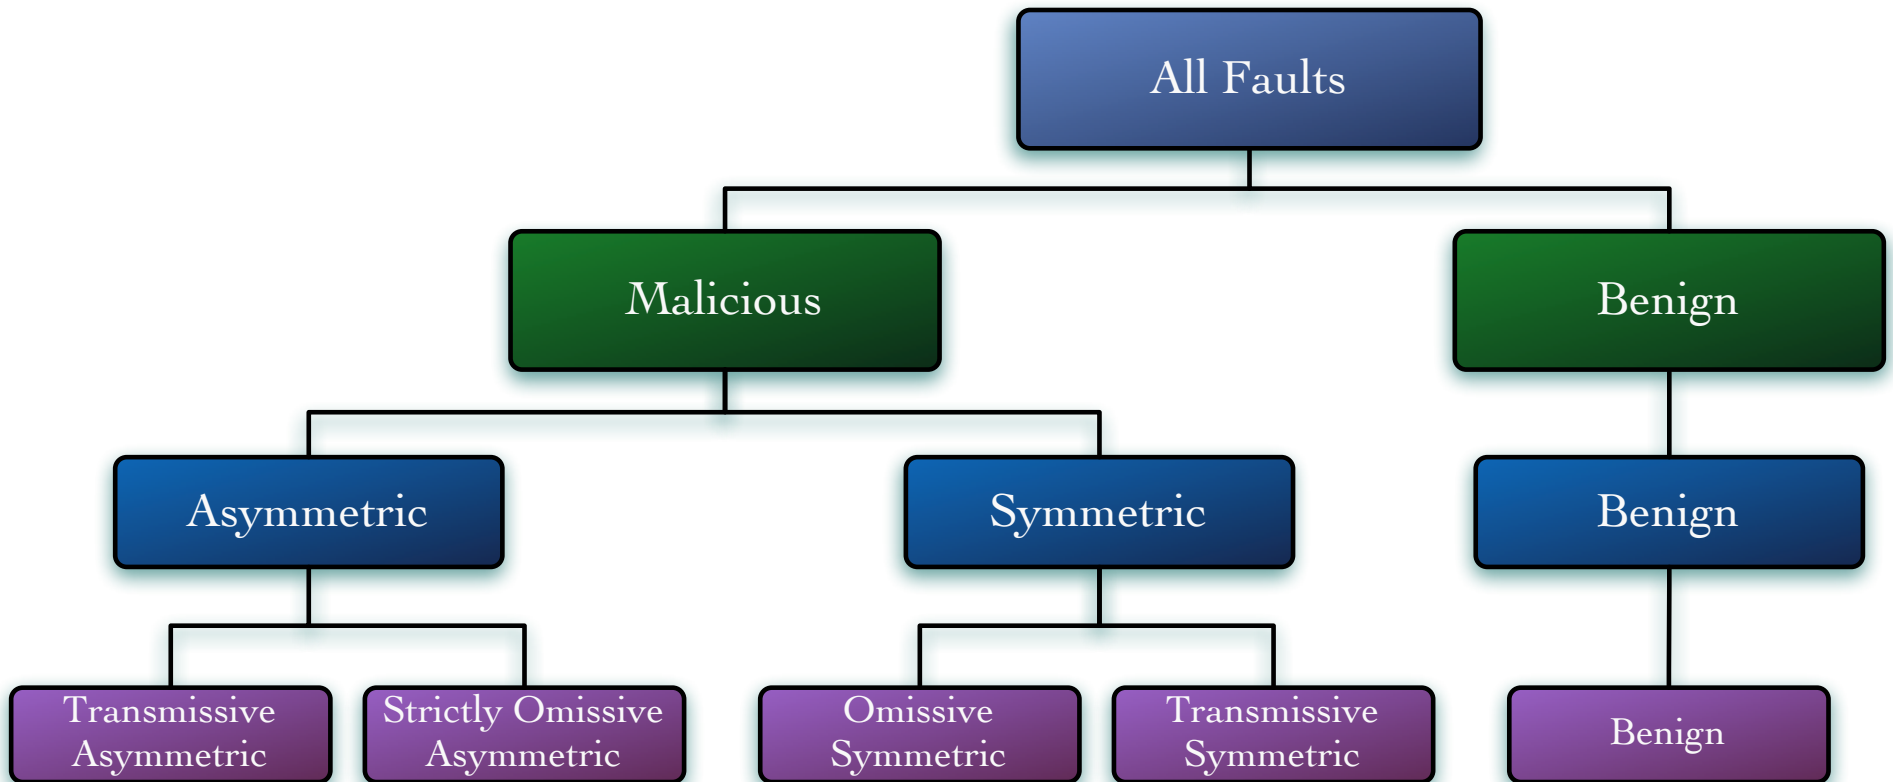 All Faults
Malicious
Benign
Asymmetric
Symmetric
Benign
Transmissive
Asymmetric
Strictly Omissive
Asymmetric
Omissive
Symmetric
Transmissive
Symmetric
Benign